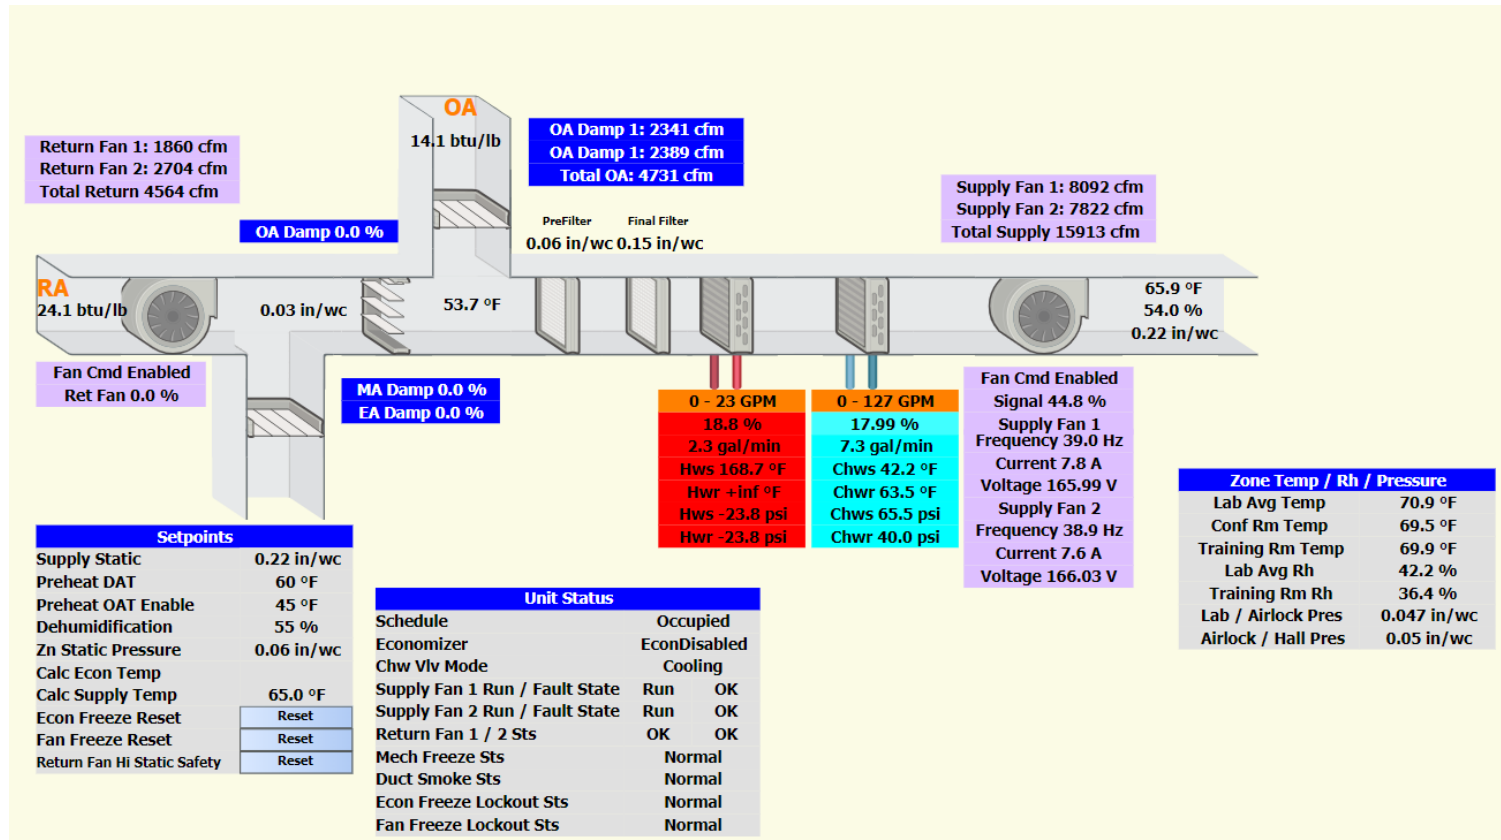 OA
14.1 btu/lb
OA Damp 1: 2341 cfm
OA Damp 1: 2389 cfm
Total OA: 4731 cfm
Return Fan 1: 1860 cfm
Return Fan 2: 2704 cfm
Total Return 4564 cfm
Supply Fan 1: 8092 cfm
Supply Fan 2: 7822 cfm
Total Supply 15913 cfm
OA Damp 0.0 %
PreFilter
Final Filter
0.06 in/wc
0.15 in/wc
RA
24.1 btu/lb
0.03 in/wc
53.7 ºF
65.9 ºF
54.0 %
0.22 in/wc
Fan Cmd Enabled
Ret Fan 0.0 %
MA Damp 0.0 %
EA Damp 0.0 %
0 - 23 GPM
18.8 %
2.3 gal/min
Hws 168.7 ºF
Hwr +inf ºF
Hws -23.8 psi
Hwr -23.8 psi
0 - 127 GPM
17.99 %
7.3 gal/min
Chws 42.2 ºF
Chwr 63.5 ºF
Chws 65.5 psi
Chwr 40.0 psi
Fan Cmd Enabled
Signal 44.8 %
Supply Fan 1
Frequency 39.0 Hz
Current 7.8 A
Voltage 165.99 V
Supply Fan 2
Frequency 38.9 Hz
Current 7.6 A
Voltage 166.03 V
Zone Temp / Rh / Pressure
Lab Avg Temp 70.9 ºF
Conf Rm Temp 69.5 ºF
Training Rm Temp 69.9 ºF
Lab Avg Rh 42.2 %
Training Rm Rh 36.4 %
Lab / Airlock Pres 0.047 in/wc
Airlock / Hall Pres 0.05 in/wc
Setpoints
Supply Static 0.22 in/wc
Preheat DAT 60 ºF
Preheat OAT Enable 45 ºF
Dehumidification 55 %
Zn Static Pressure 0.06 in/wc
Calc Econ Temp
Calc Supply Temp 65.0 ºF
Econ Freeze Reset Reset
Fan Freeze Reset Reset
Return Fan Hi Static Safety Reset
Unit Status
Schedule Occupied
Economizer EconDisabled
Chw Vlv Mode Cooling
Supply Fan 1 Run / Fault State Run OK
Supply Fan 2 Run / Fault State Run OK
Return Fan 1 / 2 Sts OK OK
Mech Freeze Sts Normal
Duct Smoke Sts Normal
Econ Freeze Lockout Sts Normal
Fan Freeze Lockout Sts Normal